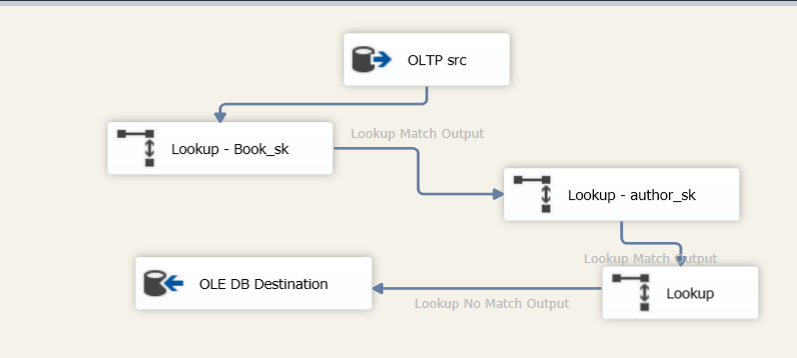 OLTP src
Lookup - Book_sk
Lookup Match Output
Lookup - author_sk
Lookup Match Output
OLE DB Destination
Lookup
Lookup No Match Output